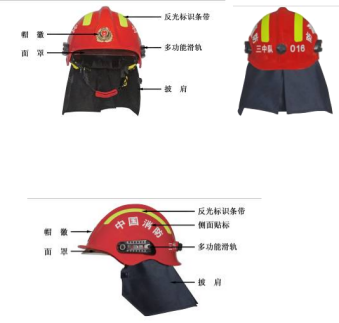 反光标识条带
帽 徽
面 罩
多功能滑轨
披 肩
三中队 016
反光标识条带
侧面贴标
帽 徽
中国消防
面 罩
多功能滑轨
披 肩